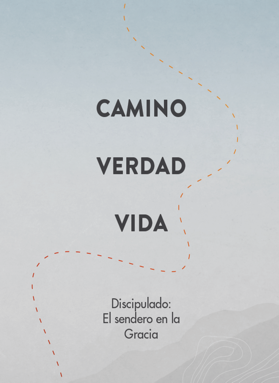 CAMINO
VERDAD
VIDA
Discipulado:
El sendero en la
Gracia